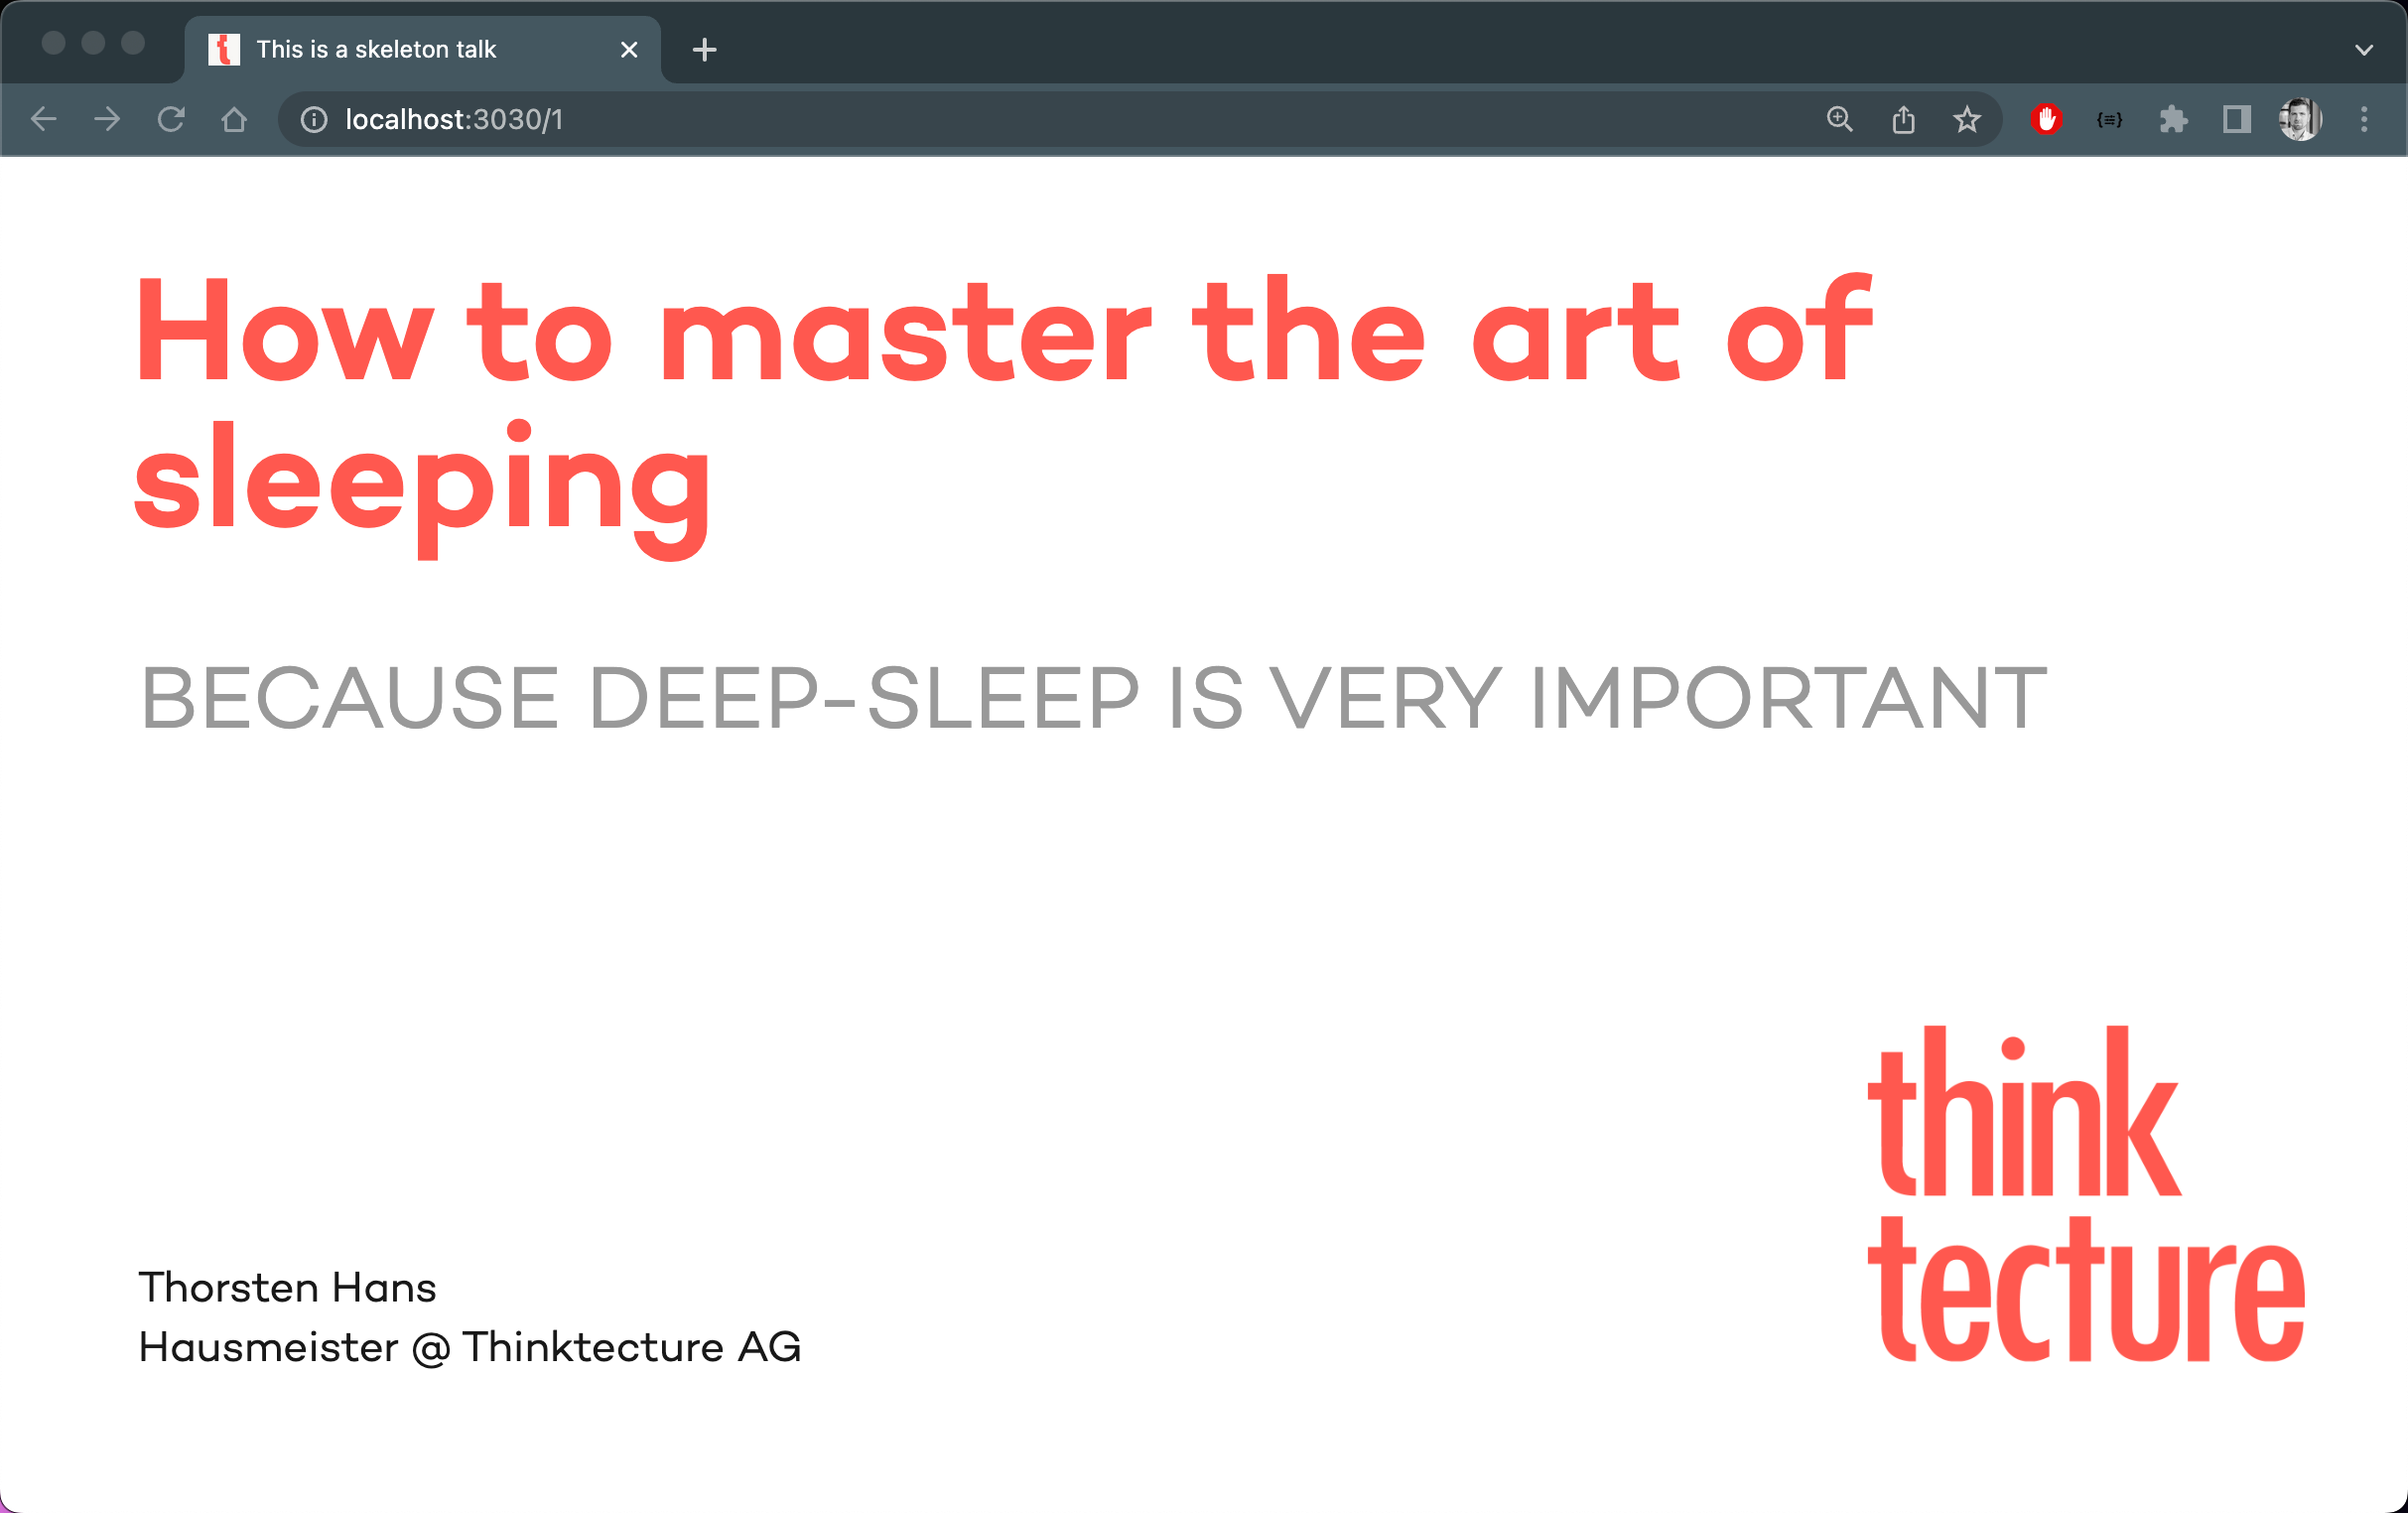 This is a skeleton talk
localhost:3030/1
How to master the art of
sleeping
BECAUSE DEEP-SLEEP IS VERY IMPORTANT
Thorsten Hans
Hausmeister @ Thinktecture AG
think
tecture